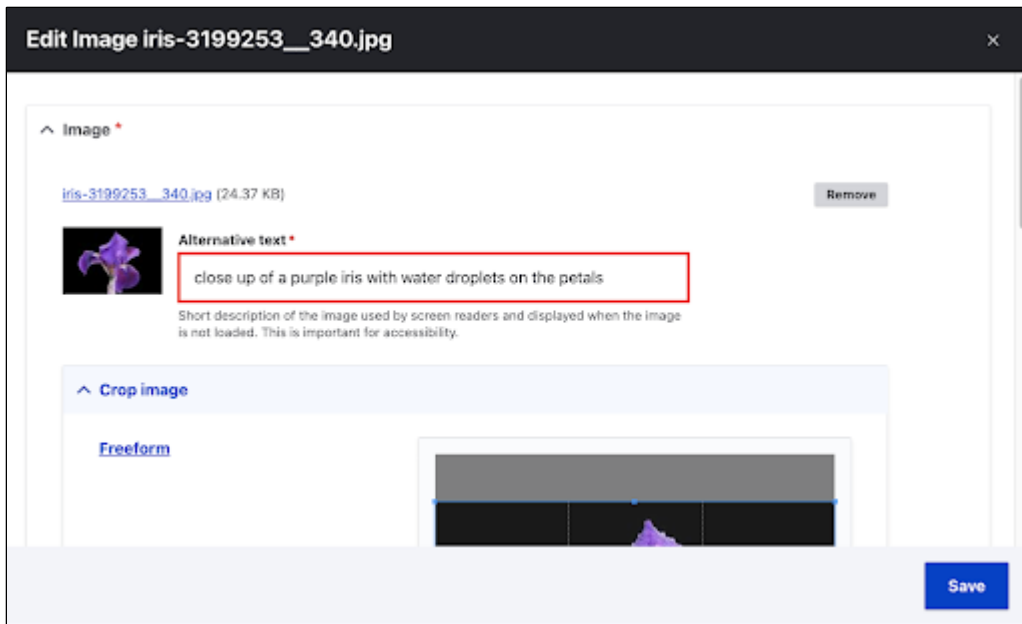 Edit Image iris-3199253__340.jpg
×
Image *
iris-3199253__340.jpg (24.37 KB)
Remove
Alternative text *
close up of a purple iris with water droplets on the petals
Short description of the image used by screen readers and displayed when the image
is not loaded. This is important for accessibility.
Crop image
Freeform
Save